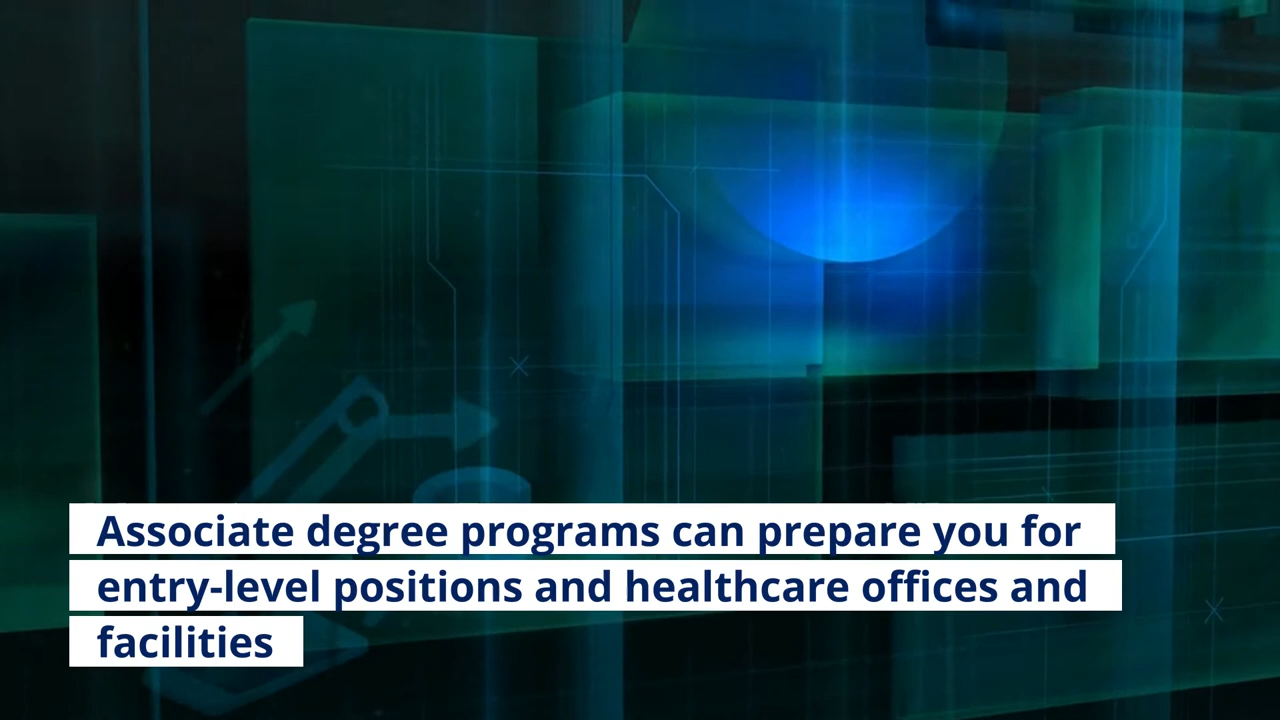 Associate degree programs can prepare you for
entry-level positions and healthcare offices and
facilities